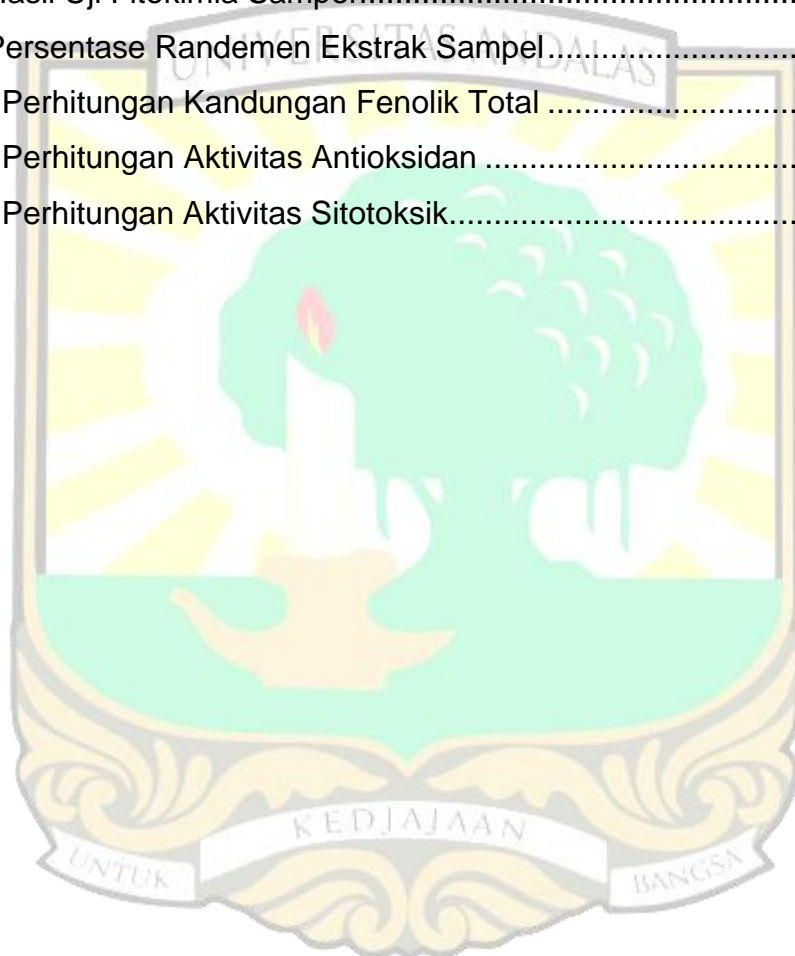 Hasil Uji Fitokimia Sampel..........................................
Persentase Randemen Ekstrak Sampel............................
Perhitungan Kandungan Fenolik Total ............................
Perhitungan Aktivitas Antioksidan ...................................
Perhitungan Aktivitas Sitotoksik.......................................
UNIVERSITAS ANDALAS
KEDJAJAAN
UNTUK
BANGSA